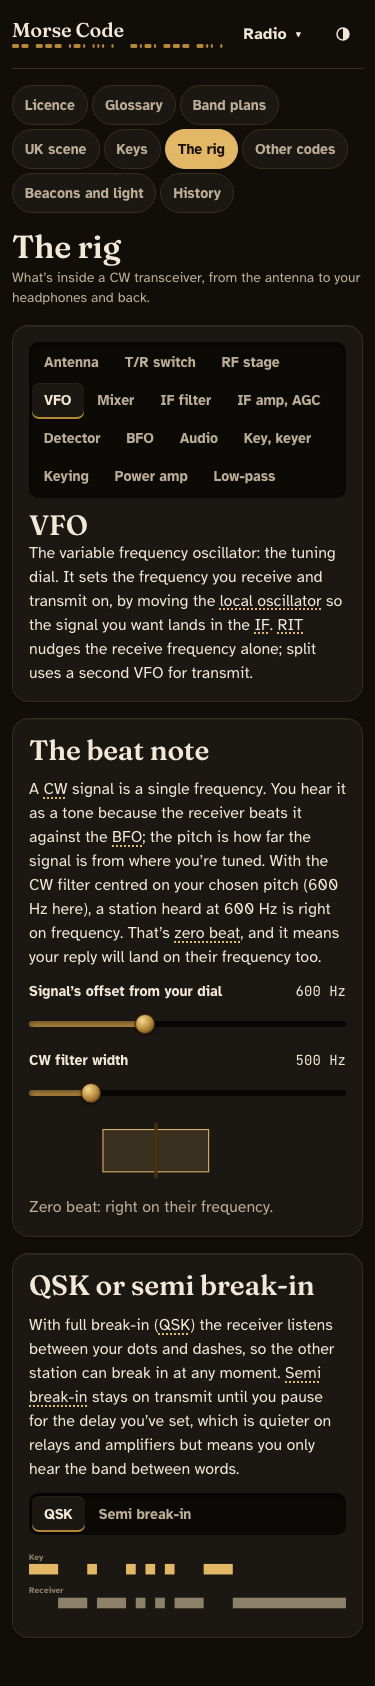 Morse Code
Radio ▼
Licence Glossary Band plans
UK scene Keys The rig Other codes
Beacons and light History
The rig
What’s inside a CW transceiver, from the antenna to your
headphones and back.
Antenna T/R switch RF stage
VFO Mixer IF filter IF amp, AGC
Detector BFO Audio Key, keyer
Keying Power amp Low-pass
VFO
The variable frequency oscillator: the tuning
dial. It sets the frequency you receive and
transmit on, by moving the local oscillator so
the signal you want lands in the IF. RIT
nudges the receive frequency alone; split
uses a second VFO for transmit.
The beat note
A CW signal is a single frequency. You hear it
as a tone because the receiver beats it
against the BFO; the pitch is how far the
signal is from where you’re tuned. With the
CW filter centred on your chosen pitch (600
Hz here), a station heard at 600 Hz is right
on frequency. That’s zero beat, and it means
your reply will land on their frequency too.
Signal’s offset from your dial 600 Hz
CW filter width 500 Hz
Zero beat: right on their frequency.
QSK or semi break-in
With full break-in (QSK) the receiver listens
between your dots and dashes, so the other
station can break in at any moment. Semi
break-in stays on transmit until you pause
for the delay you’ve set, which is quieter on
relays and amplifiers but means you only
hear the band between words.
QSK Semi break-in
Key
Receiver